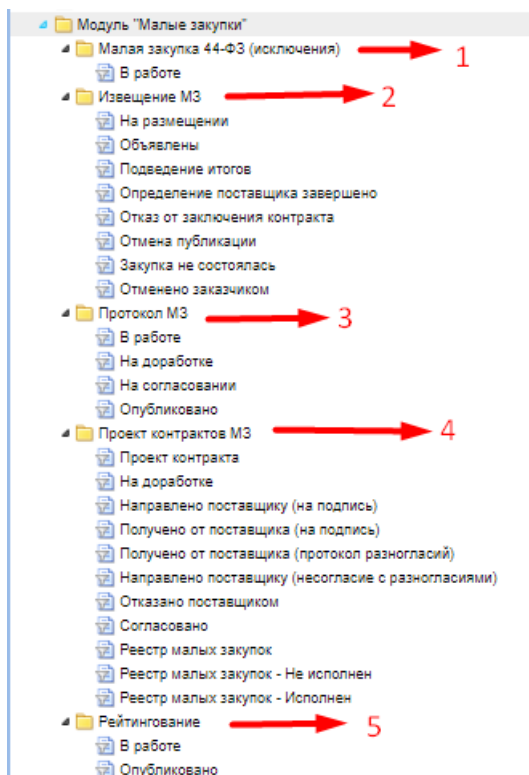 Модуль "Малые закупки"
Малая закупка 44-ФЗ (исключения) 1
В работе
Извещение МЗ 2
На размещении
Объявлены
Подведение итогов
Определение поставщика завершено
Отказ от заключения контракта
Отмена публикации
Закупка не состоялась
Отменено заказчиком
Протокол МЗ 3
В работе
На доработке
На согласовании
Опубликовано
Проект контрактов МЗ 4
Проект контракта
На доработке
Направлено поставщику (на подпись)
Получено от поставщика (на подпись)
Получено от поставщика (протокол разногласий)
Направлено поставщику (несогласие с разногласиями)
Отказано поставщиком
Согласовано
Реестр малых закупок
Реестр малых закупок - Не исполнен
Реестр малых закупок - Исполнен
Рейтингование 5
В работе
Опубликовано